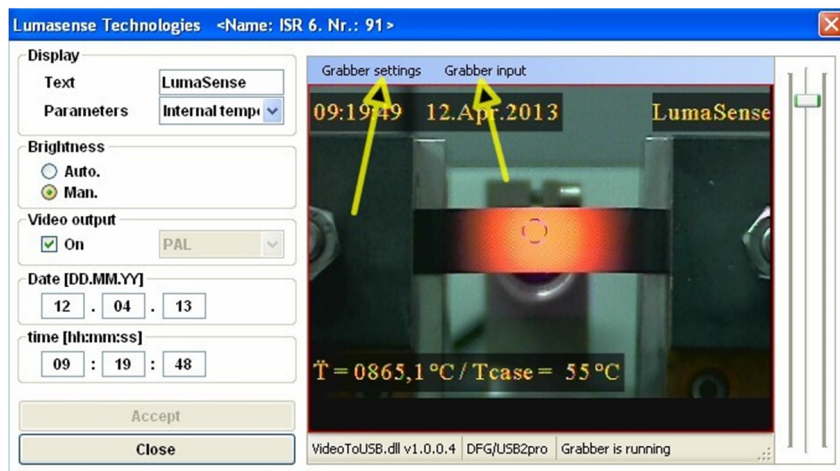 Lumasense Technologies <Name: ISR 6. Nr.: 91>
Display
Text LumaSense
Parameters Internal tempe
Brightness
Auto.
Man.
Video output
On PAL
Date [DD.MM.YY]
12 . 04 . 13
time [hh:mm:ss]
09 : 19 : 48
Accept
Close
Grabber settings Grabber input
09:19:49 12.Apr.2013 LumaSense
T̈ = 0865,1 °C / Tcase = 55 °C
VideoToUSB.dll v1.0.0.4 DFG/USB2pro Grabber is running